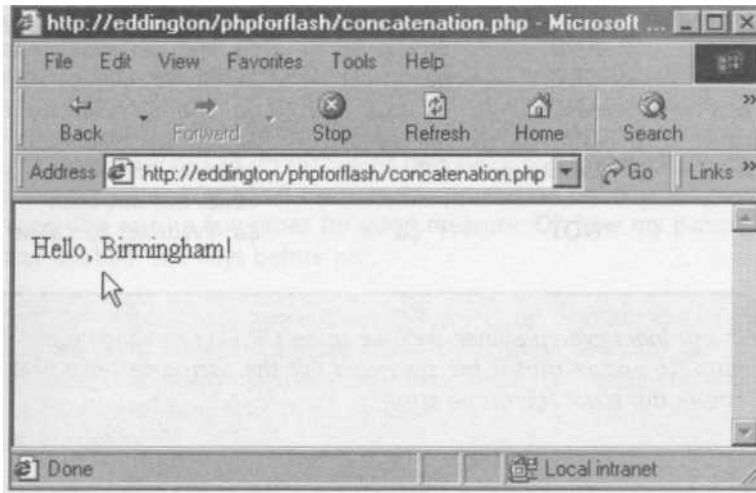 http://eddington/phpforflash/concatenation.php - Microsoft ...
File Edit View Favorites Tools Help
Back Forward Stop Refresh Home Search »
Address http://eddington/phpforflash/concatenation.php Go Links »
Hello, Birmingham!
Done Local intranet